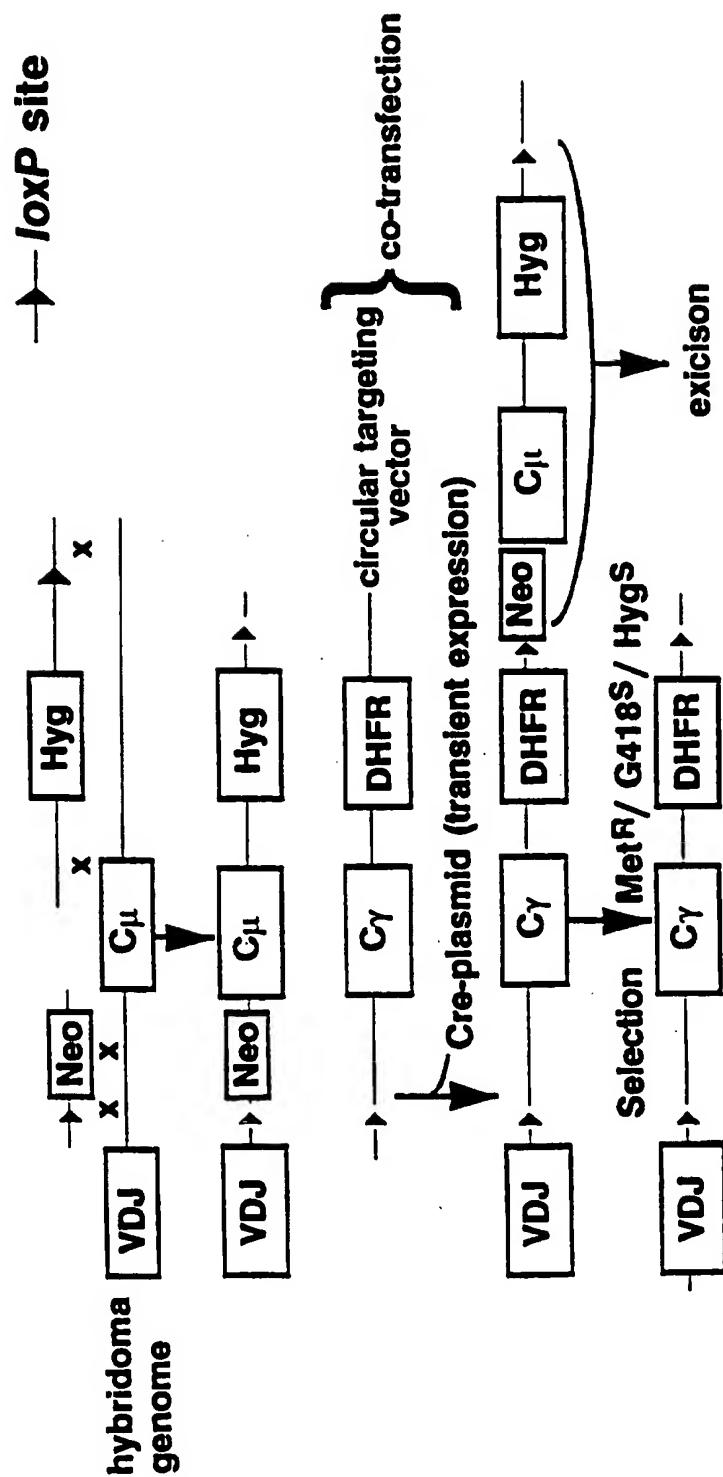 loxP site
Hyg
x
x
Neo
x x
hybridoma
genome
VDJ
Cμ
VDJ
Neo
Cμ
Hyg
Cγ
DHFR
circular targeting
vector
co-transfection
Cre-plasmid (transient expression)
VDJ
Cγ
DHFR
Neo
Cμ
Hyg
exicison
Selection
MetR/ G418S/ HygS
VDJ
Cγ
DHFR